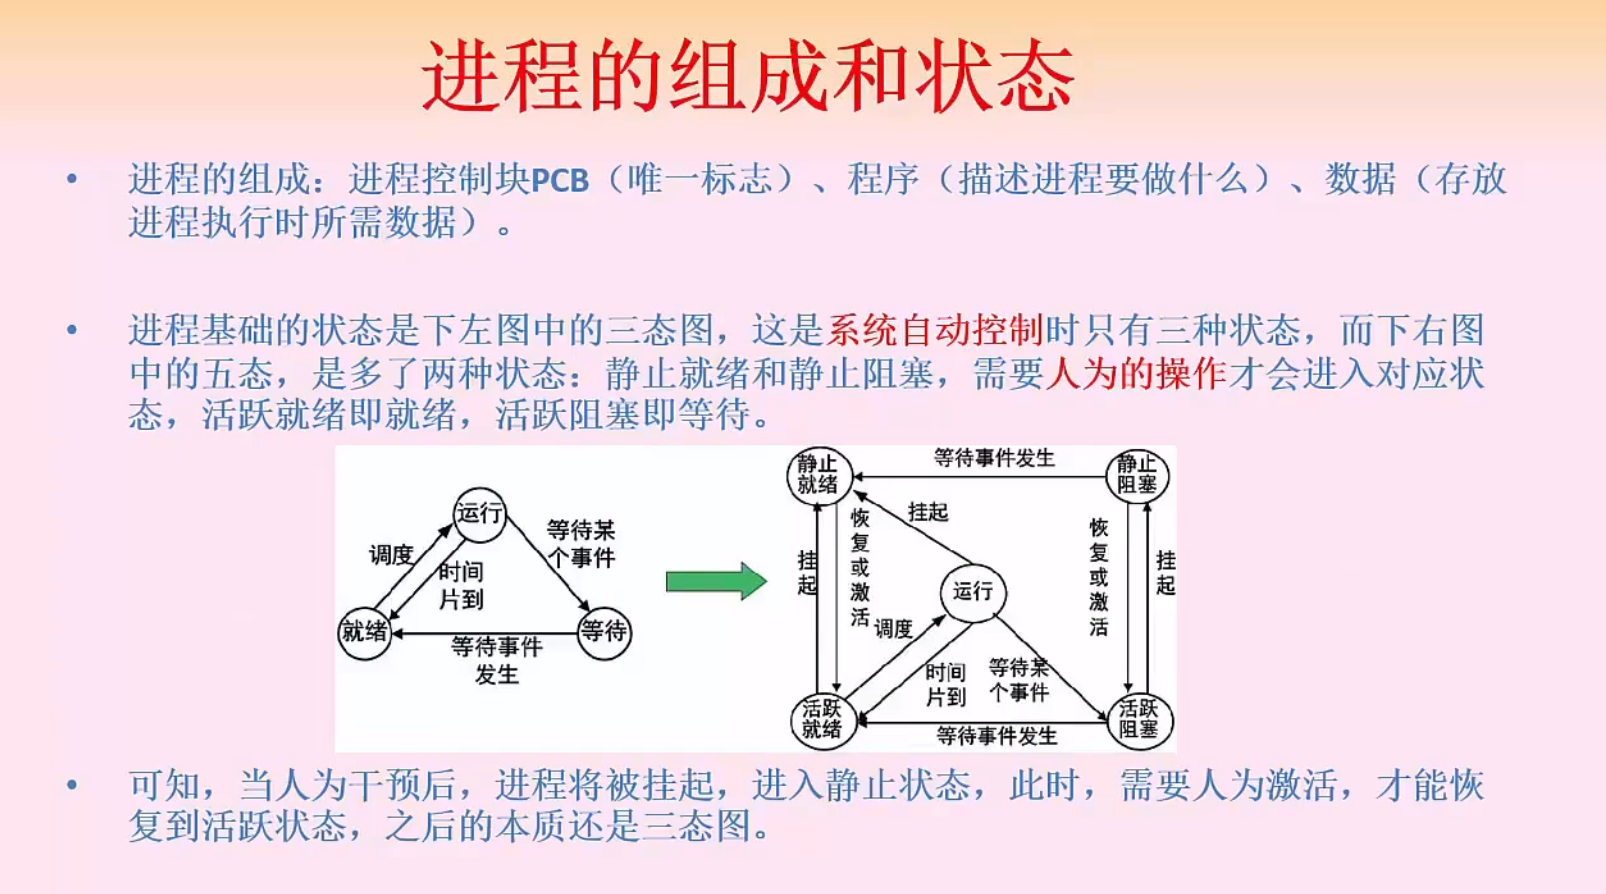 进程的组成和状态
• 进程的组成：进程控制块PCB（唯一标志）、程序（描述进程要做什么）、数据（存放
进程执行时所需数据）。
• 进程基础的状态是下左图中的三态图，这是系统自动控制时只有三种状态，而下右图
中的五态，是多了两种状态：静止就绪和静止阻塞，需要人为的操作才会进入对应状
态，活跃就绪即就绪，活跃阻塞即等待。
运行
调度
等待某
个事件
时间
片到
就绪
等待
等待事件
发生
静止
就绪
等待事件发生
静止
阻塞
挂起
恢复或激活
挂起
运行
恢复或激活
挂起
调度
时间
片到
等待某
个事件
活跃
就绪
等待事件发生
活跃
阻塞
• 可知，当人为干预后，进程将被挂起，进入静止状态，此时，需要人为激活，才能恢
复到活跃状态，之后的本质还是三态图。